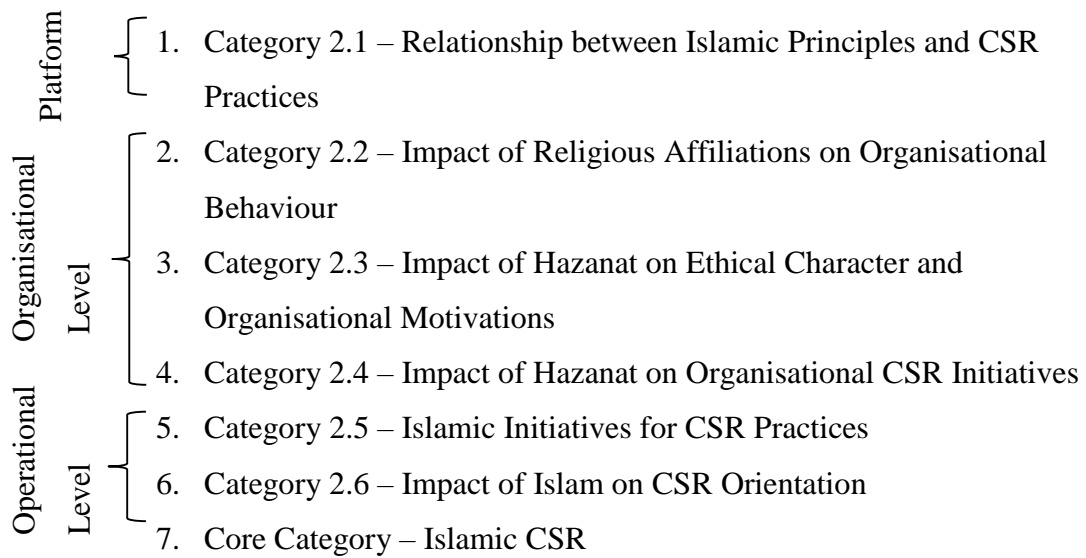 Platform
1. Category 2.1 – Relationship between Islamic Principles and CSR
Practices
Organisational
Level
2. Category 2.2 – Impact of Religious Affiliations on Organisational
Behaviour
3. Category 2.3 – Impact of Hazanat on Ethical Character and
Organisational Motivations
4. Category 2.4 – Impact of Hazanat on Organisational CSR Initiatives
Operational
Level
5. Category 2.5 – Islamic Initiatives for CSR Practices
6. Category 2.6 – Impact of Islam on CSR Orientation
7. Core Category – Islamic CSR